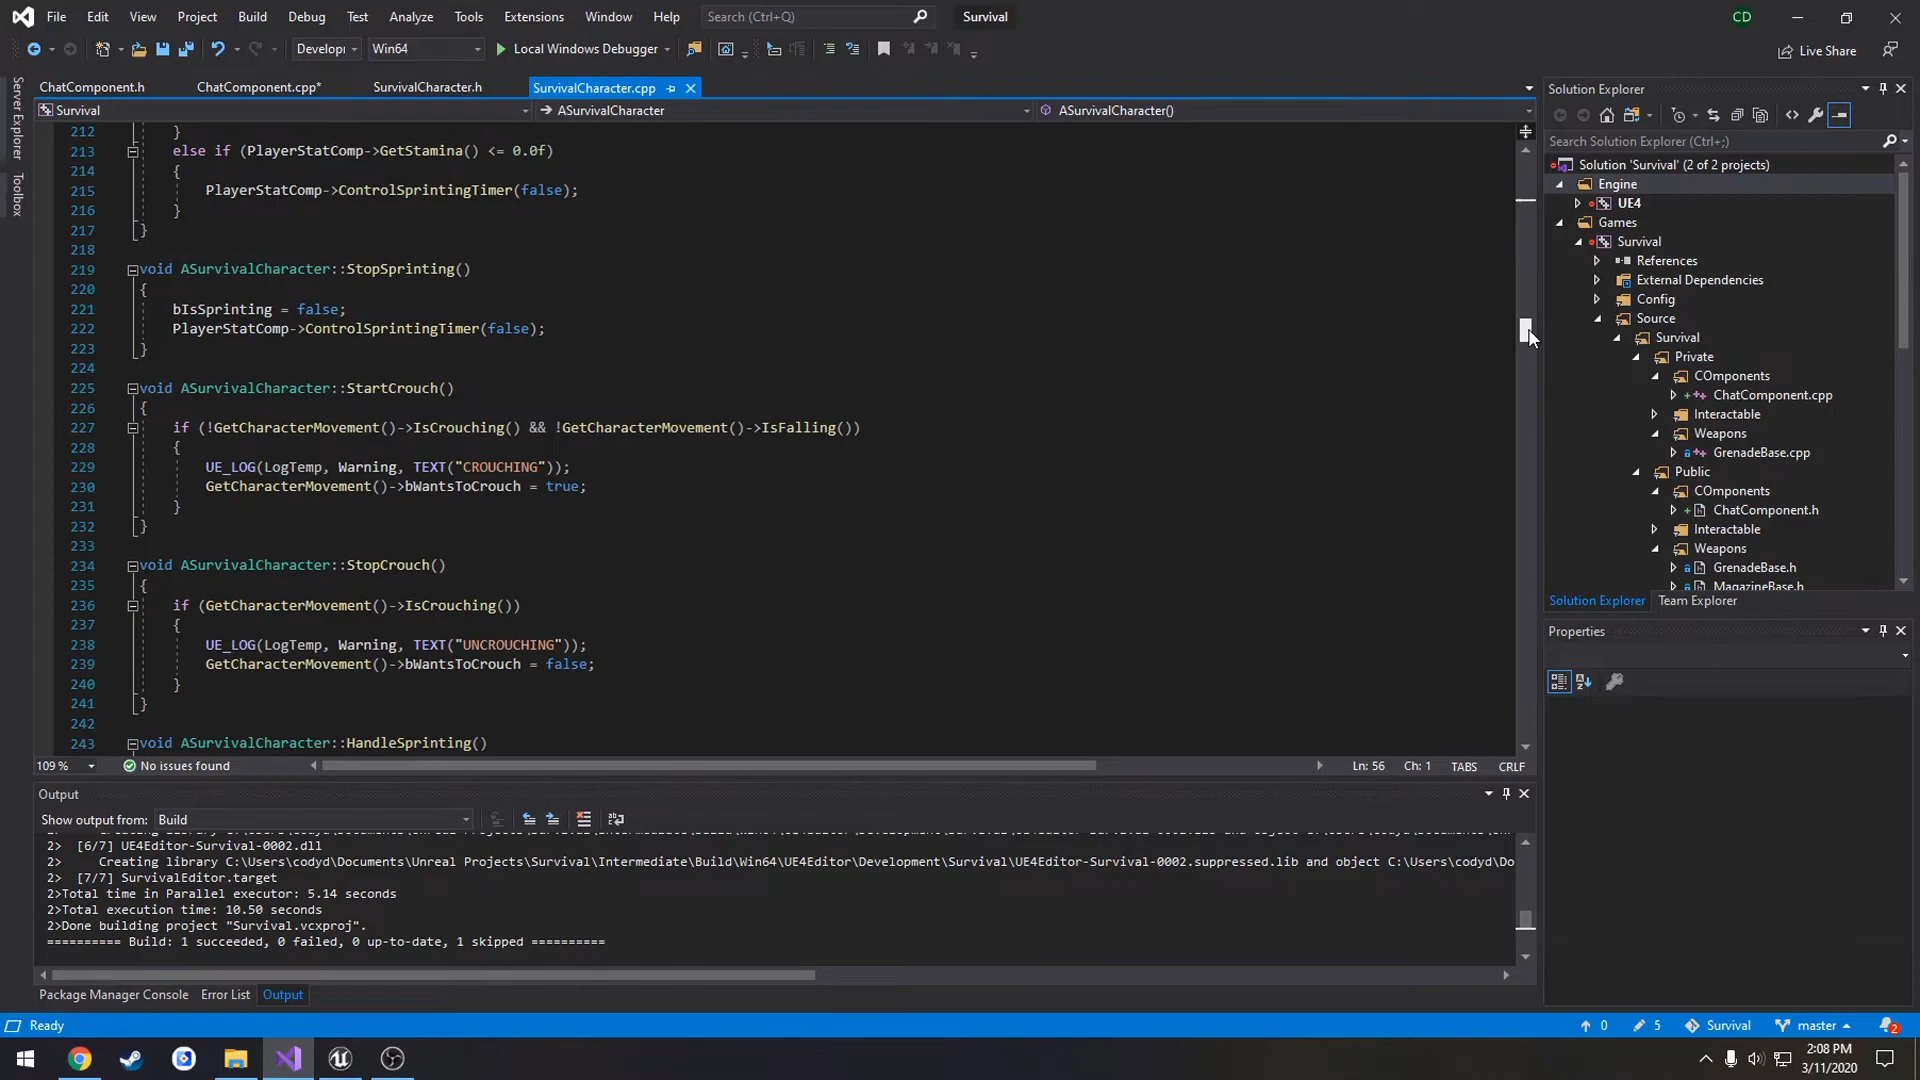 File Edit View Project Build Debug Test Analyze Tools Extensions Window Help Search (Ctrl+Q) Survival CD
Develop Win64 Local Windows Debugger Live Share
ChatComponent.h ChatComponent.cpp* SurvivalCharacter.h SurvivalCharacter.cpp
Survival ASurvivalCharacter ASurvivalCharacter()
Server Explorer
Toolbox
212 }
213 else if (PlayerStatComp->GetStamina() <= 0.0f)
214 {
215 PlayerStatComp->ControlSprintingTimer(false);
216 }
217 }
218
219 void ASurvivalCharacter::StopSprinting()
220 {
221 bIsSprinting = false;
222 PlayerStatComp->ControlSprintingTimer(false);
223 }
224
225 void ASurvivalCharacter::StartCrouch()
226 {
227 if (!GetCharacterMovement()->IsCrouching() && !GetCharacterMovement()->IsFalling())
228 {
229 UE_LOG(LogTemp, Warning, TEXT("CROUCHING"));
230 GetCharacterMovement()->bWantsToCrouch = true;
231 }
232 }
233
234 void ASurvivalCharacter::StopCrouch()
235 {
236 if (GetCharacterMovement()->IsCrouching())
237 {
238 UE_LOG(LogTemp, Warning, TEXT("UNCROUCHING"));
239 GetCharacterMovement()->bWantsToCrouch = false;
240 }
241 }
242
243 void ASurvivalCharacter::HandleSprinting()
109 % No issues found Ln: 56 Ch: 1 TABS CRLF
Output
Show output from: Build
2> [6/7] UE4Editor-Survival-0002.dll
2> Creating library C:\Users\codyd\Documents\Unreal Projects\Survival\Intermediate\Build\Win64\UE4Editor\Development\Survival\UE4Editor-Survival-0002.suppressed.lib and object C:\Users\codyd\Do
2> [7/7] SurvivalEditor.target
2>Total time in Parallel executor: 5.14 seconds
2>Total execution time: 10.50 seconds
2>Done building project "Survival.vcxproj".
========== Build: 1 succeeded, 0 failed, 0 up-to-date, 1 skipped ==========
Package Manager Console Error List Output
Solution Explorer
Search Solution Explorer (Ctrl+;)
Solution 'Survival' (2 of 2 projects)
Engine
UE4
Games
Survival
References
External Dependencies
Config
Source
Survival
Private
COmponents
ChatComponent.cpp
Interactable
Weapons
GrenadeBase.cpp
Public
COmponents
ChatComponent.h
Interactable
Weapons
GrenadeBase.h
MagazineBase.h
Solution Explorer Team Explorer
Properties
Ready 0 5 Survival master 2
2:08 PM
3/11/2020